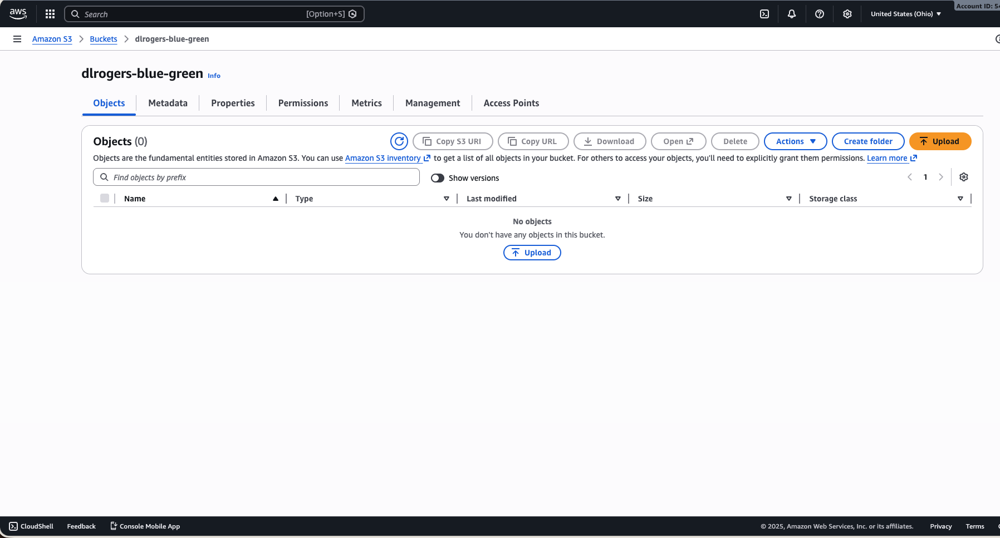 aws
Search [Option+S]
United States (Ohio)
Account ID: 54
Amazon S3 Buckets dlrogers-blue-green
dlrogers-blue-green Info
Objects Metadata Properties Permissions Metrics Management Access Points
Objects (0) Copy S3 URI Copy URL Download Open Delete Actions Create folder Upload
Objects are the fundamental entities stored in Amazon S3. You can use Amazon S3 inventory to get a list of all objects in your bucket. For others to access your objects, you'll need to explicitly grant them permissions. Learn more
Find objects by prefix Show versions 1
Name Type Last modified Size Storage class
No objects
You don't have any objects in this bucket.
Upload
CloudShell Feedback Console Mobile App © 2025, Amazon Web Services, Inc. or its affiliates. Privacy Terms